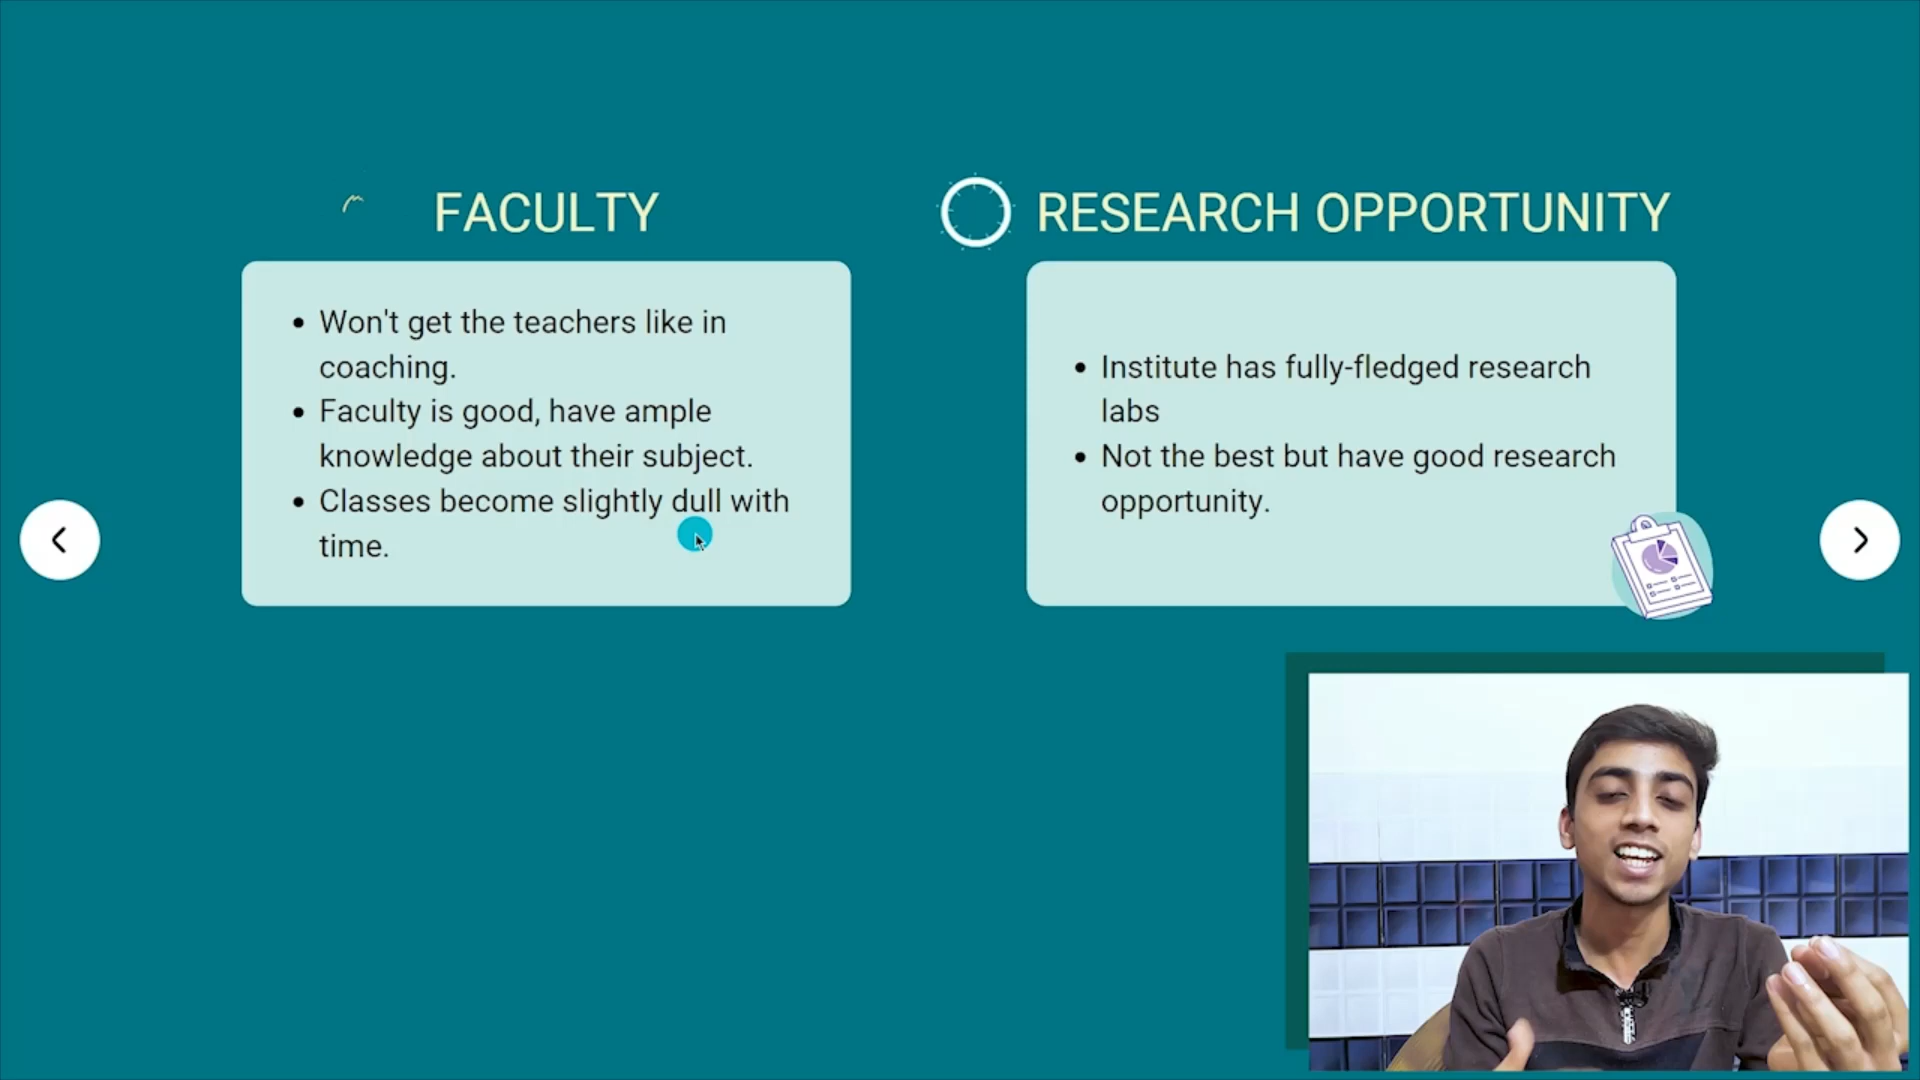 FACULTY
Won't get the teachers like in
coaching.
Faculty is good, have ample
knowledge about their subject.
Classes become slightly dull with
time.
RESEARCH OPPORTUNITY
Institute has fully-fledged research
labs
Not the best but have good research
opportunity.